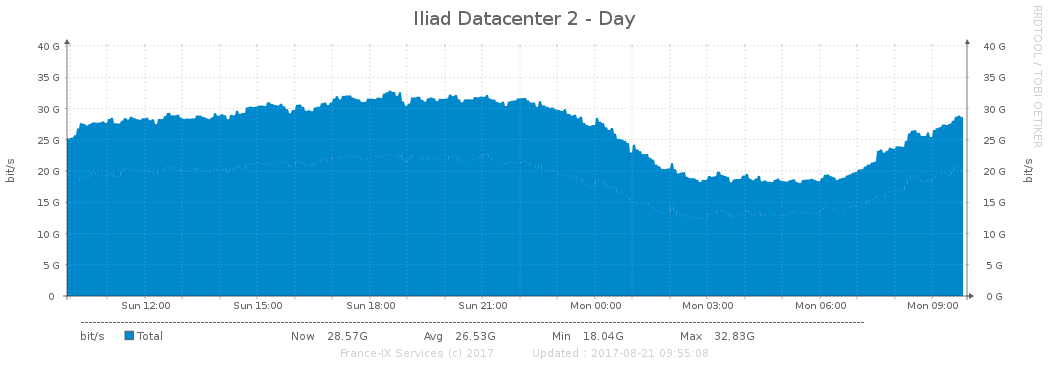 Iliad Datacenter 2 - Day
RRDTOOL / TOBI OETIKER
bit/s
40 G 40 G
35 G 35 G
30 G 30 G
25 G 25 G
20 G 20 G
15 G 15 G
10 G 10 G
5 G 5 G
0 0 G
bit/s
Sun 12:00 Sun 15:00 Sun 18:00 Sun 21:00 Mon 00:00 Mon 03:00 Mon 06:00 Mon 09:00
bit/s Total Now 28.57G Avg 26.53G Min 18.04G Max 32.83G
France-IX Services (c) 2017 Updated : 2017-08-21 09:55:08